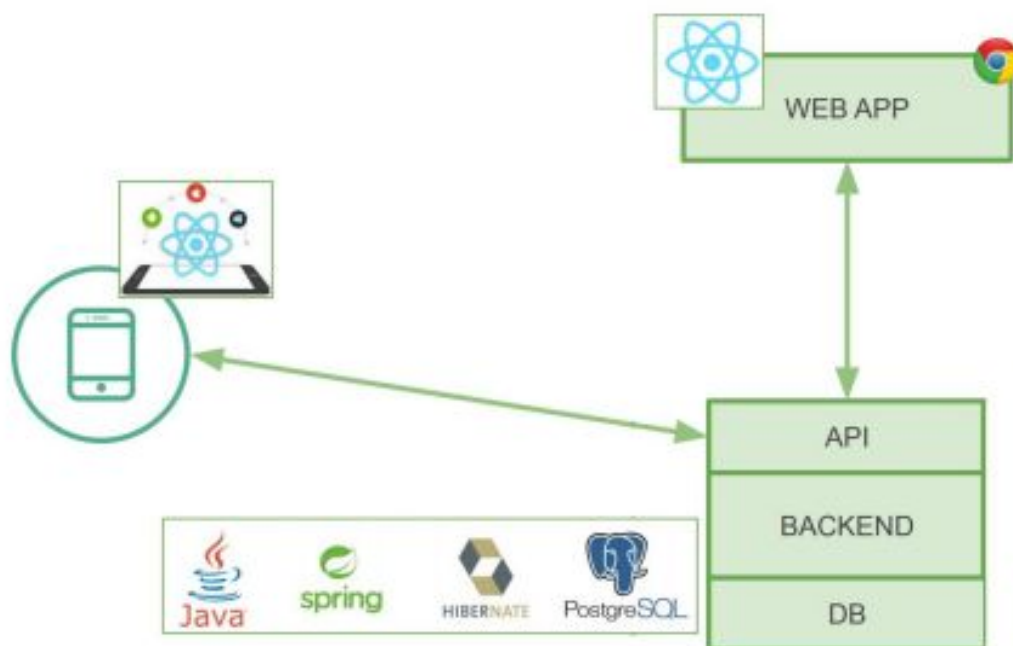 WEB APP
API
BACKEND
DB
Java
spring
HIBERNATE
PostgreSQL